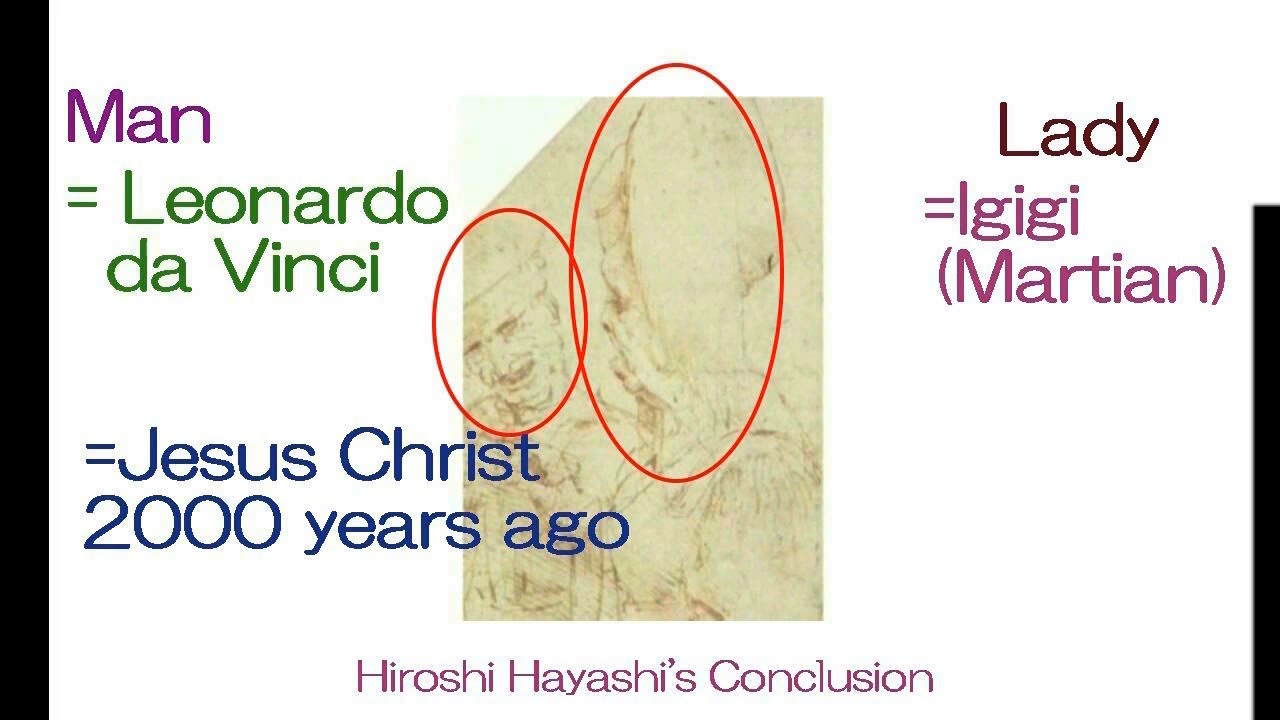 Man
= Leonardo
da Vinci
=Jesus Christ
2000 years ago
Lady
=Igigi
(Martian)
Hiroshi Hayashi's Conclusion